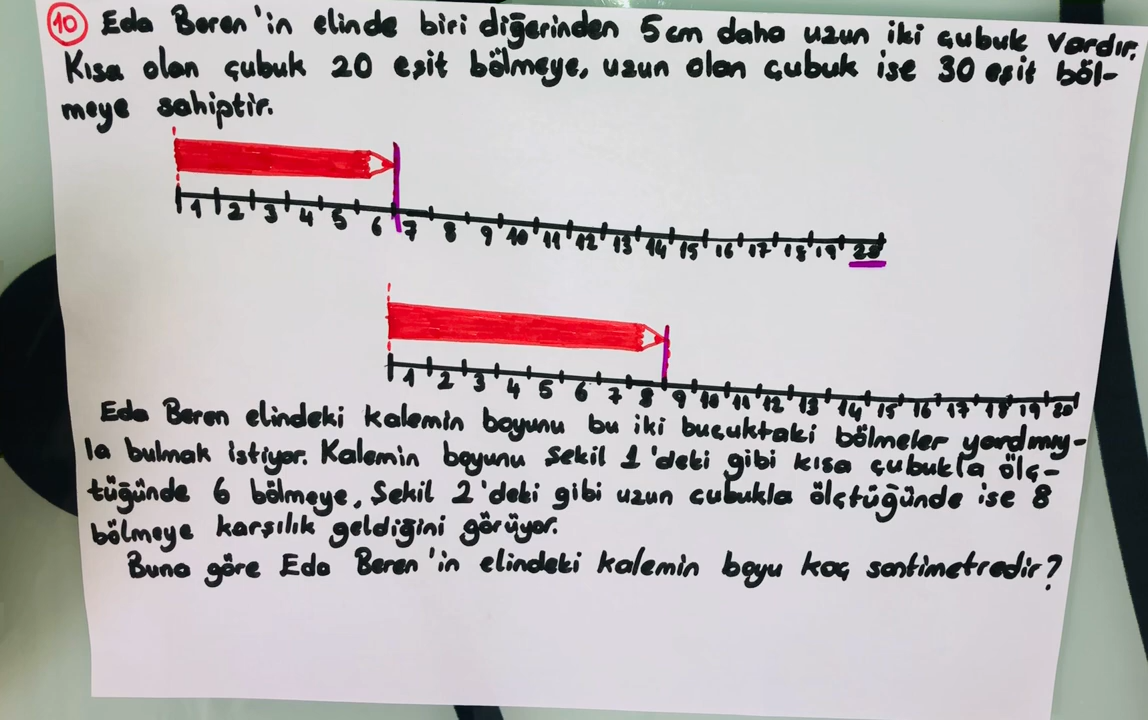 10 Eda Beren'in elinde biri diğerinden 5 cm daha uzun iki çubuk vardır.
Kısa olan çubuk 20 eşit bölmeye, uzun olan çubuk ise 30 eşit böl-
meye sahiptir.
1 2 3 4 5 6 7 8 9 10 11 12 13 14 15 16 17 18 19 20
1 2 3 4 5 6 7 8 9 10 11 12 13 14 15 16 17 18 19 20
Eda Beren elindeki kalemin boyunu bu iki buçuktaki bölmeler yardımıy-
la bulmak istiyor. Kalemin boyunu Şekil 1'deki gibi kısa çubukla ölç-
tüğünde 6 bölmeye, Şekil 2'deki gibi uzun çubukla ölçtüğünde ise 8
bölmeye karşılık geldiğini görüyor.
Buna göre Eda Beren'in elindeki kalemin boyu kaç santimetredir?